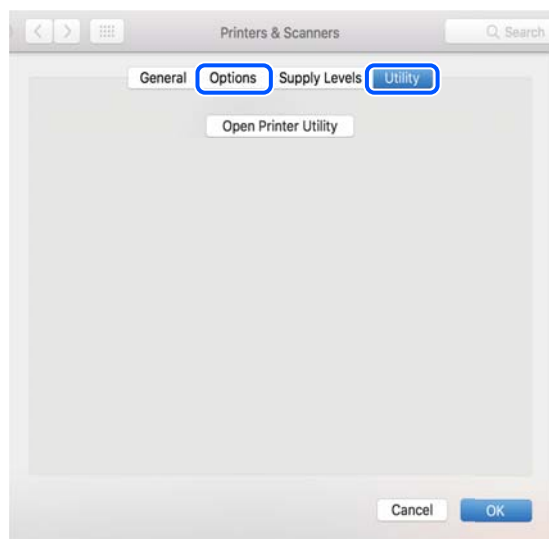 Printers & Scanners Search
General Options Supply Levels Utility
Open Printer Utility
Cancel OK